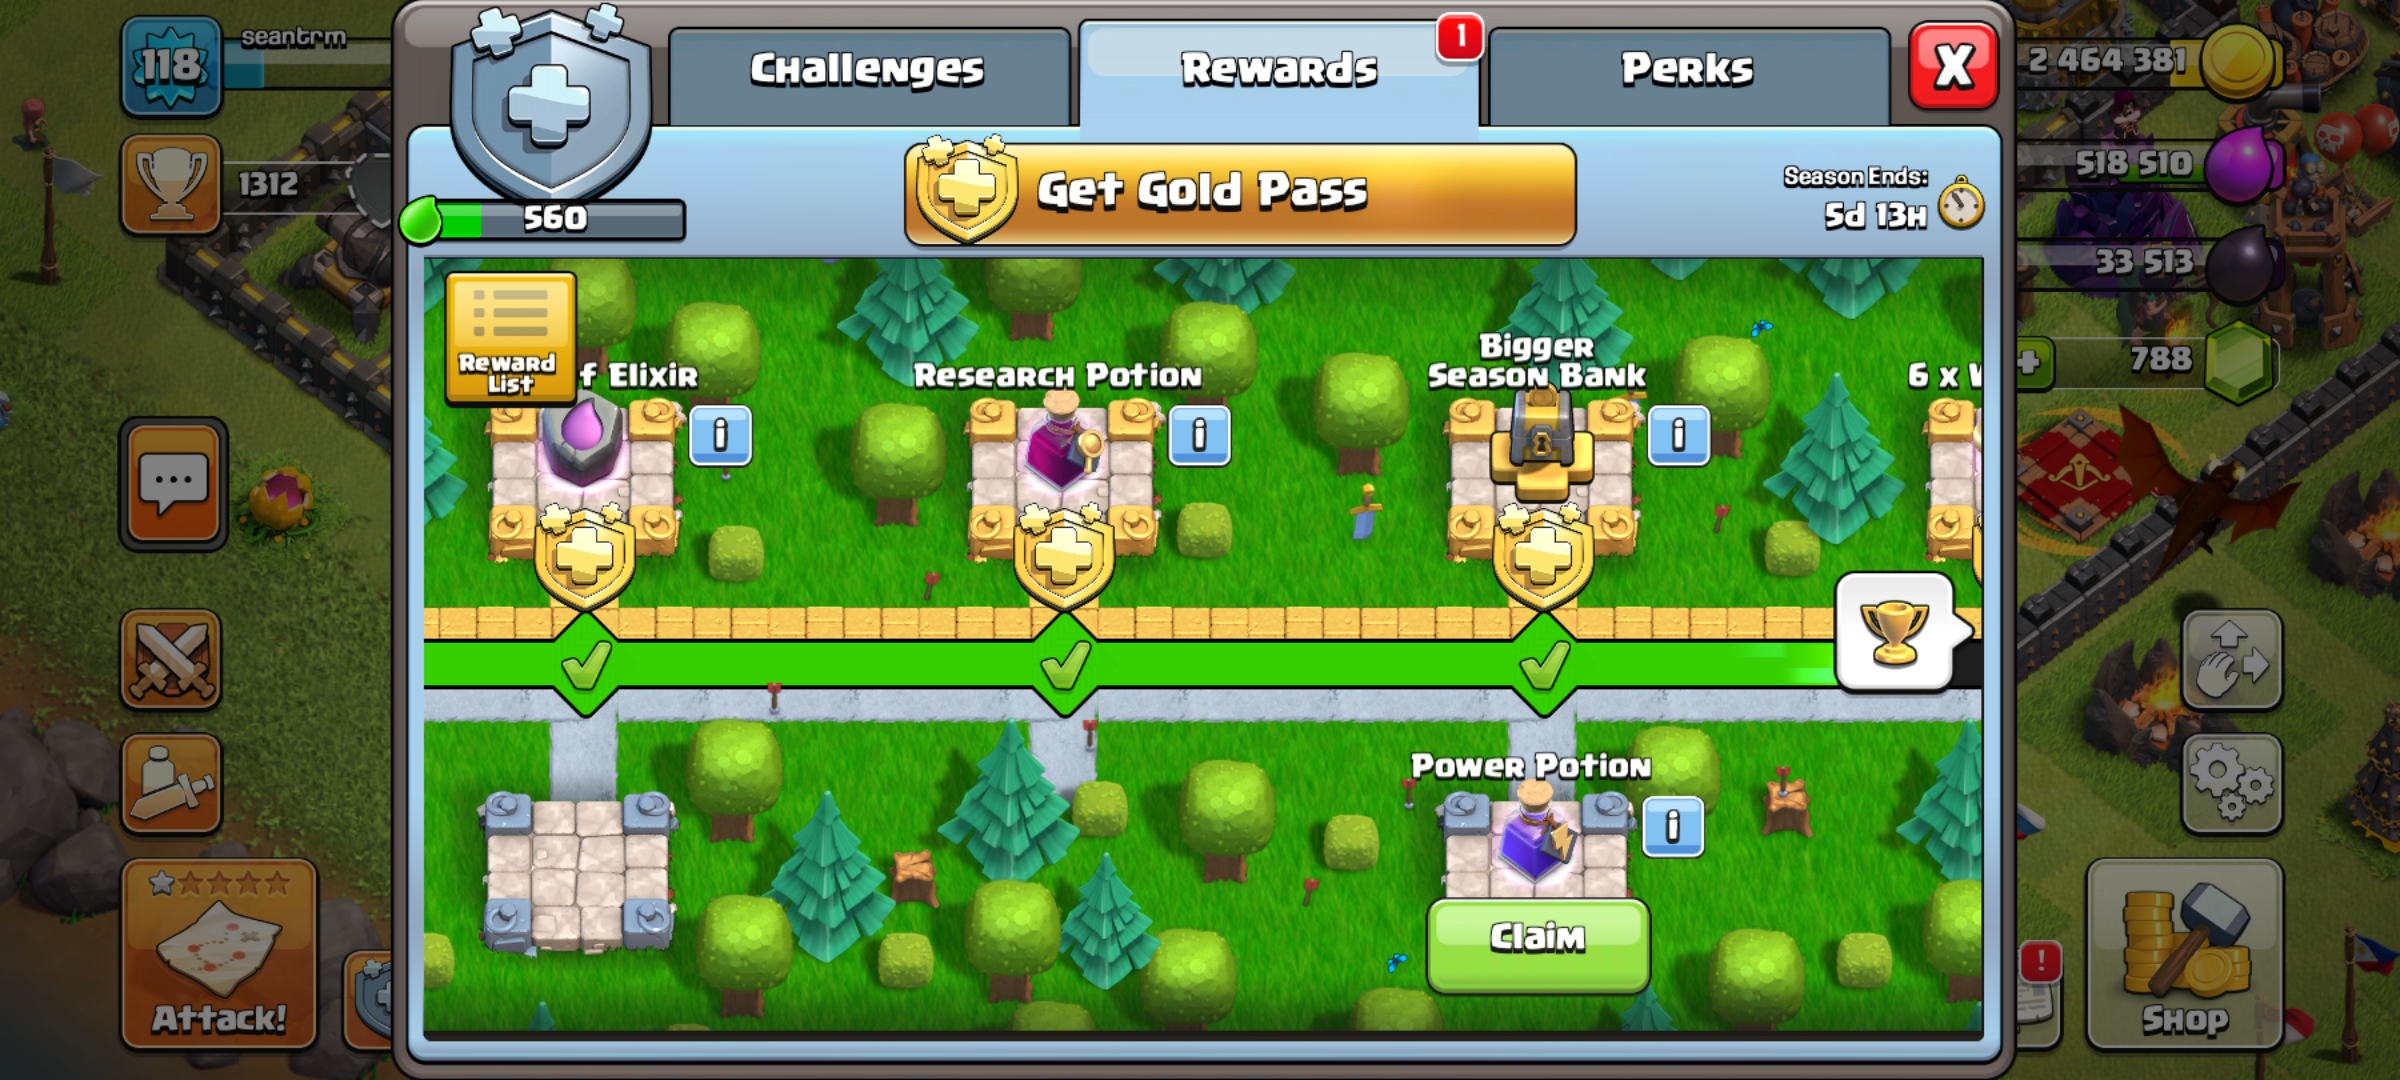 118
seantrm
1312
Challenges
Rewards
1
Perks
X
2 464 381
518 510
33 513
788
560
Get Gold Pass
Season Ends:
5d 13H
Reward
List
f Elixir
i
Research Potion
i
Bigger
Season Bank
i
6 x
Power Potion
i
Claim
Attack!
!
Shop